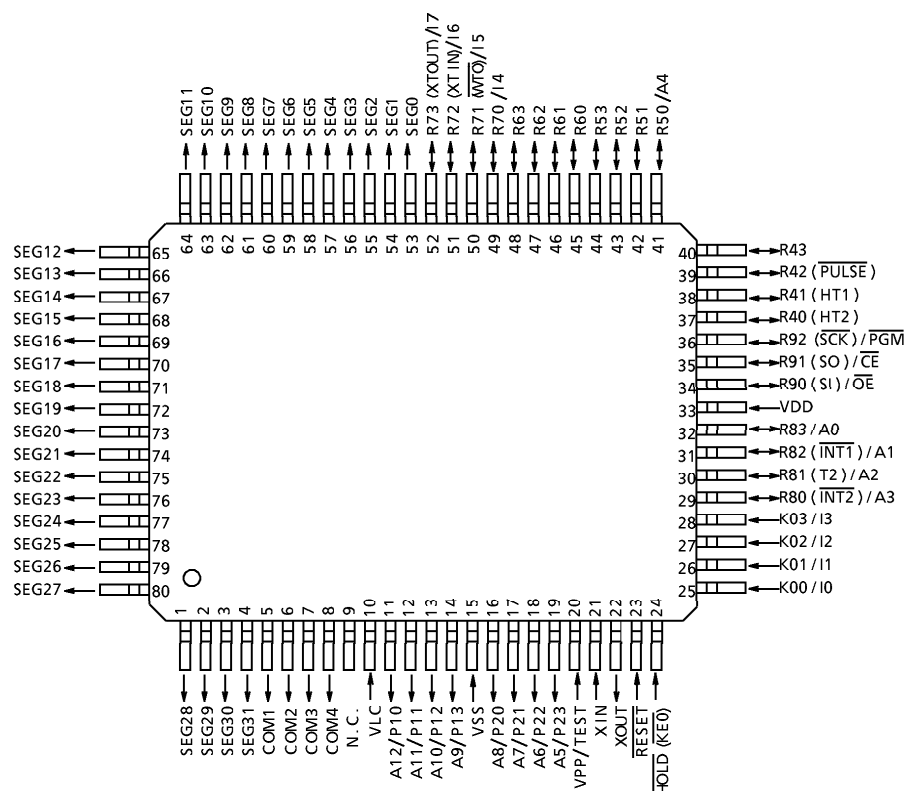 SEG11
SEG10
SEG9
SEG8
SEG7
SEG6
SEG5
SEG4
SEG3
SEG2
SEG1
SEG0
R73 (XTOUT)/I7
R72 (XTIN)/I6
R71 (WTO)/I5
R70 /I4
R63
R62
R61
R60
R53
R52
R51
R50/A4
64
63
62
61
60
59
58
57
56
55
54
53
52
51
50
49
48
47
46
45
44
43
42
41
SEG12 65
SEG13 66
SEG14 67
SEG15 68
SEG16 69
SEG17 70
SEG18 71
SEG19 72
SEG20 73
SEG21 74
SEG22 75
SEG23 76
SEG24 77
SEG25 78
SEG26 79
SEG27 80
40 R43
39 R42 (PULSE)
38 R41 (HT1)
37 R40 (HT2)
36 R92 (SCK) / PGM
35 R91 (SO) / CE
34 R90 (SI) / OE
33 VDD
32 R83 / A0
31 R82 (INT1) / A1
30 R81 (T2) / A2
29 R80 (INT2) / A3
28 K03 / I3
27 K02 / I2
26 K01 / I1
25 K00 / I0
1
2
3
4
5
6
7
8
9
10
11
12
13
14
15
16
17
18
19
20
21
22
23
24
SEG28
SEG29
SEG30
SEG31
COM1
COM2
COM3
COM4
N.C.
VLC
A12/P10
A11/P11
A10/P12
A9/P13
VSS
A8/P20
A7/P21
A6/P22
A5/P23
VPP/TEST
XIN
XOUT
RESET
HOLD (KE0)